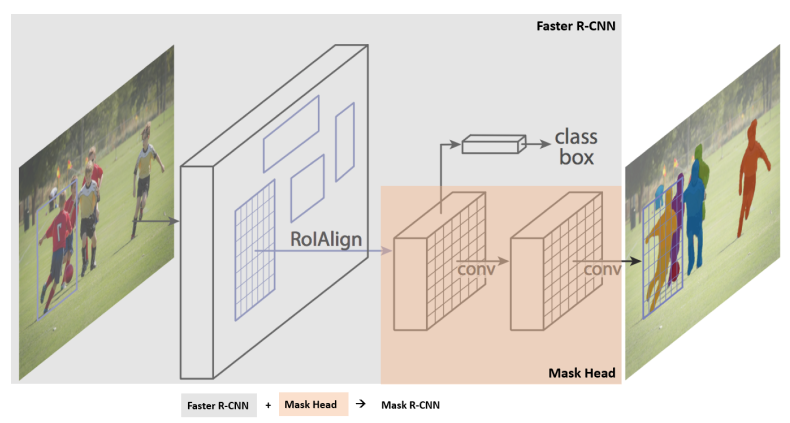 Faster R-CNN
class
box
RoIAlign
conv
conv
Mask Head
Faster R-CNN + Mask Head → Mask R-CNN